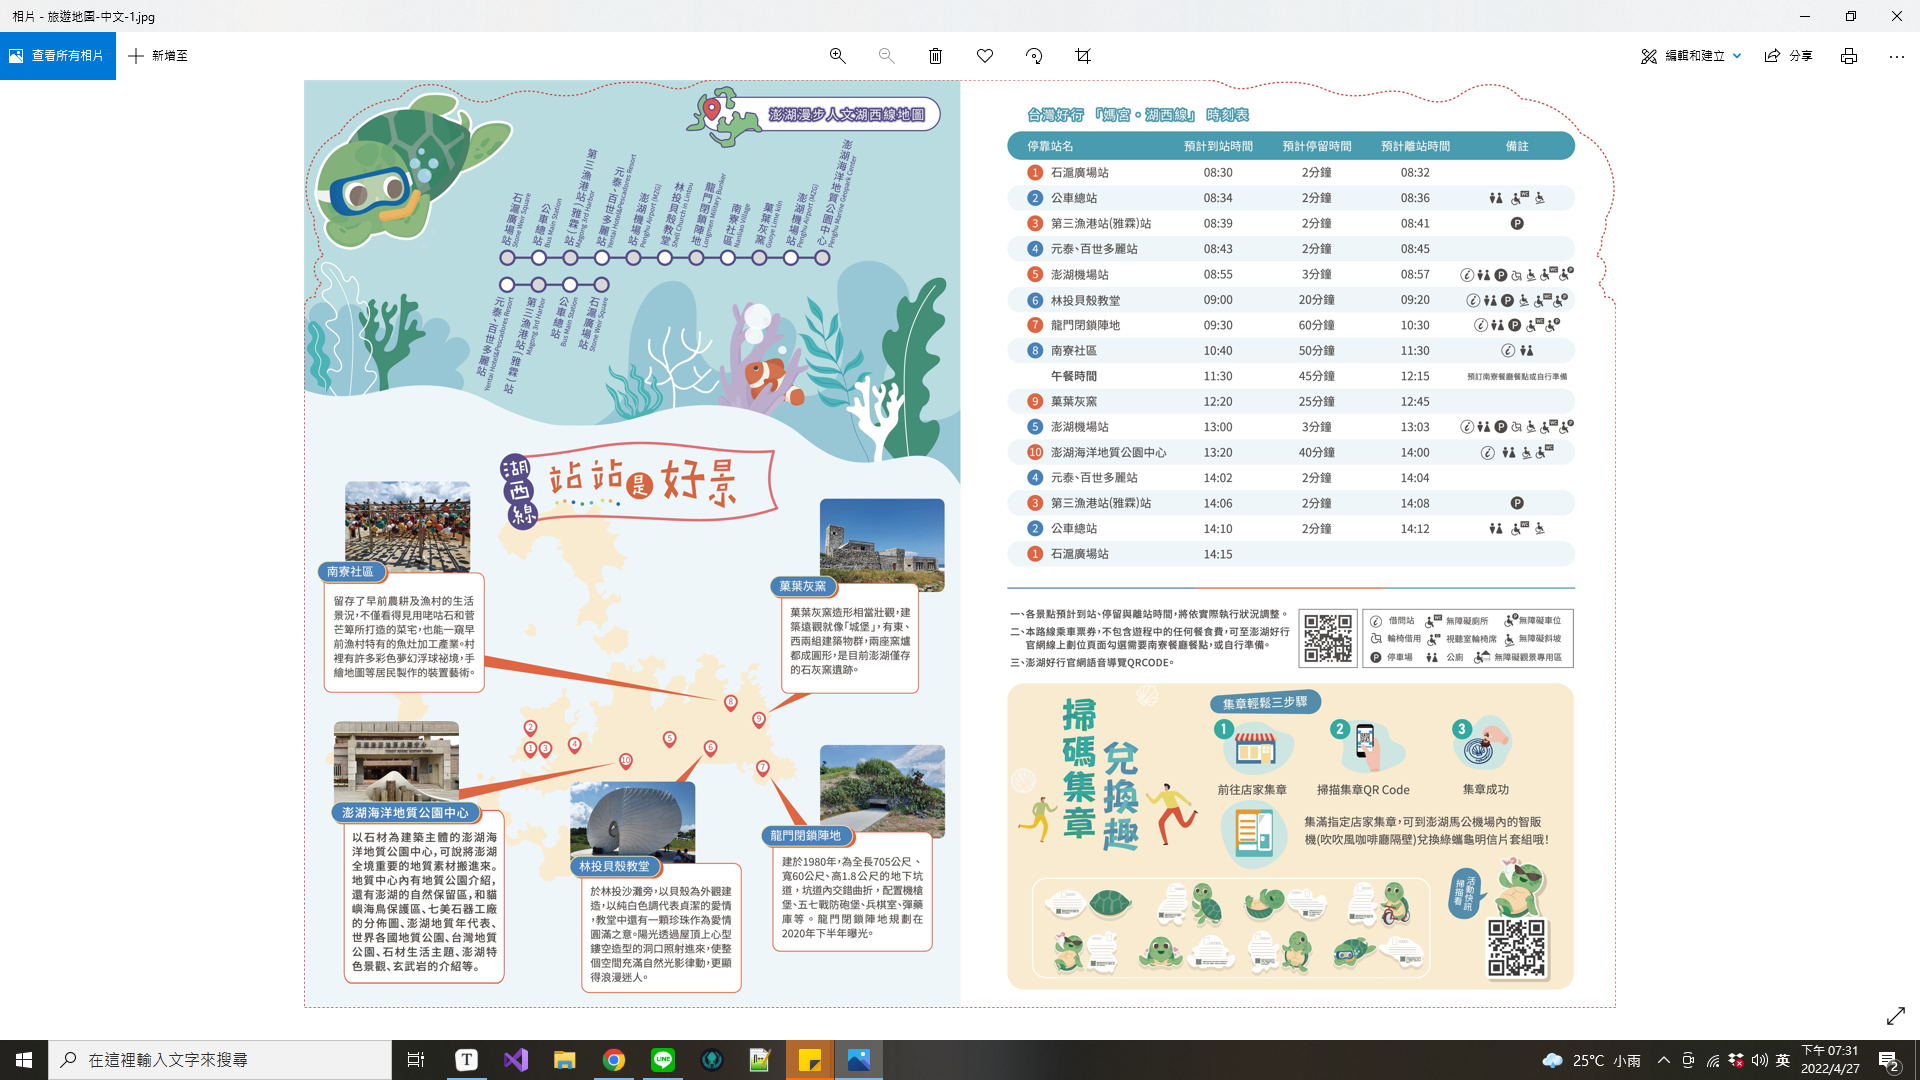 相片 - 旅遊地圖-中文-1.jpg
查看所有相片
新增至
編輯和建立
分享
澎湖漫步人文湖西線地圖
石滬廣場站 Stone Weir Square
公車總站 Bus Main Station
第三漁港站(雅霖)站 Magong 3rd Harbor
元泰、百世多麗站 Yentai Hotel&Pescadores Resort
澎湖機場站 Penghu Airport (MZG)
林投貝殼教堂 Shell Church in Lintou
龍門閉鎖陣地 Longmen Military Bunker
南寮社區 Nanliao Village
菓葉灰窯 Guoye Lime kiln
澎湖機場站 Penghu Airport (MZG)
澎湖海洋地質公園中心 Penghu Marine Geopark Center
元泰、百世多麗站 Yentai Hotel&Pescadores Resort
第三漁港站(雅霖)站 Magong 3rd Harbor
公車總站 Bus Main Station
石滬廣場站 Stone Weir Square
湖西線
站站是好景
南寮社區
留存了早前農耕及漁村的生活
景況，不僅看得見用咾咕石和菅
芒簟所打造的菜宅，也能一窺早
前漁村特有的魚灶加工產業。村
裡有許多彩色夢幻浮球祕境，手
繪地圖等居民製作的裝置藝術。
菓葉灰窯
菓葉灰窯造形相當壯觀，建
築遠觀就像「城堡」，有東、
西兩組建築物群，兩座窯爐
都成圓形，是目前澎湖僅存
的石灰窯遺跡。
8
9
2
1
3
4
5
6
10
7
澎湖海洋地質公園中心
以石材為建築主體的澎湖海
洋地質公園中心，可說將澎湖
全境重要的地質素材搬進來。
地質中心內有地質公園介紹，
還有澎湖的自然保留區，和貓
嶼海鳥保護區、七美石器工廠
的分佈圖、澎湖地質年代表、
世界各國地質公園、台灣地質
公園、石材生活主題、澎湖特
色景觀、玄武岩的介紹等。
林投貝殼教堂
於林投沙灘旁，以貝殼為外觀建
造，以純白色調代表貞潔的愛情
，教堂中還有一顆珍珠作為愛情
圓滿之意。陽光透過屋頂上心型
鏤空造型的洞口照射進來，使整
個空間充滿自然光影律動，更顯
得浪漫迷人。
龍門閉鎖陣地
建於1980年，為全長705公尺、
寬60公尺、高1.8公尺的地下坑
道，坑道內交錯曲折，配置機槍
堡、五七戰防砲堡、兵棋室、彈藥
庫等。龍門閉鎖陣地規劃在
2020年下半年曝光。
台灣好行 「媽宮・湖西線」 時刻表
停靠站名 預計到站時間 預計停留時間 預計離站時間 備註
1 石滬廣場站 08:30 2分鐘 08:32
2 公車總站 08:34 2分鐘 08:36
3 第三漁港站(雅霖)站 08:39 2分鐘 08:41 P
4 元泰、百世多麗站 08:43 2分鐘 08:45
5 澎湖機場站 08:55 3分鐘 08:57
6 林投貝殼教堂 09:00 20分鐘 09:20
7 龍門閉鎖陣地 09:30 60分鐘 10:30
8 南寮社區 10:40 50分鐘 11:30
午餐時間 11:30 45分鐘 12:15 預訂南寮餐廳餐點或自行準備
9 菓葉灰窯 12:20 25分鐘 12:45
5 澎湖機場站 13:00 3分鐘 13:03
10 澎湖海洋地質公園中心 13:20 40分鐘 14:00
4 元泰、百世多麗站 14:02 2分鐘 14:04
3 第三漁港站(雅霖)站 14:06 2分鐘 14:08 P
2 公車總站 14:10 2分鐘 14:12
1 石滬廣場站 14:15
一、各景點預計到站、停留與離站時間，將依實際執行狀況調整。
二、本路線乘車票券，不包含遊程中的任何餐食費，可至澎湖好行
官網線上劃位頁面勾選需要南寮餐廳餐點，或自行準備。
三、澎湖好行官網語音導覽QRCODE。
借問站 無障礙廁所 無障礙車位
輪椅借用 視聽室輪椅席 無障礙斜坡
P 停車場 公廁 無障礙觀景專用區
掃碼集章
兌換趣
集章輕鬆三步驟
1
2
3
前往店家集章
掃描集章QR Code
集章成功
集滿指定店家集章，可到澎湖馬公機場內的智販
機(吹吹風咖啡廳隔壁)兌換綠蠵龜明信片套組哦！
活動快訊
掃描看
在這裡輸入文字來搜尋
25°C 小雨
英
下午 07:31
2022/4/27
2